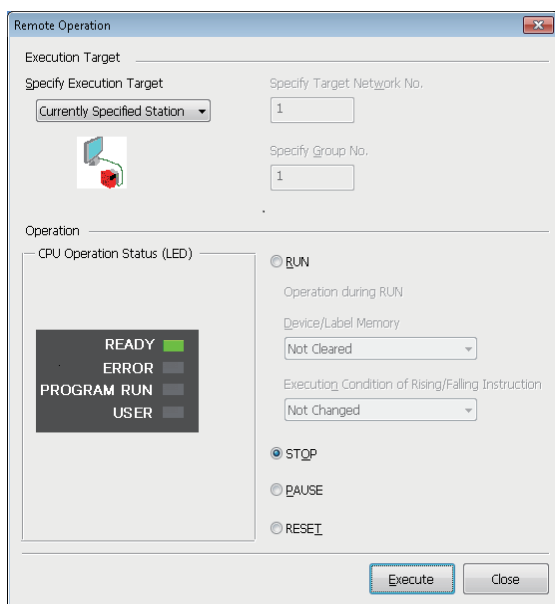 Remote Operation
Execution Target
Specify Execution Target
Currently Specified Station
Specify Target Network No.
1
Specify Group No.
1
Operation
CPU Operation Status (LED)
READY
ERROR
PROGRAM RUN
USER
RUN
Operation during RUN
Device/Label Memory
Not Cleared
Execution Condition of Rising/Falling Instruction
Not Changed
STOP
PAUSE
RESET
Execute
Close